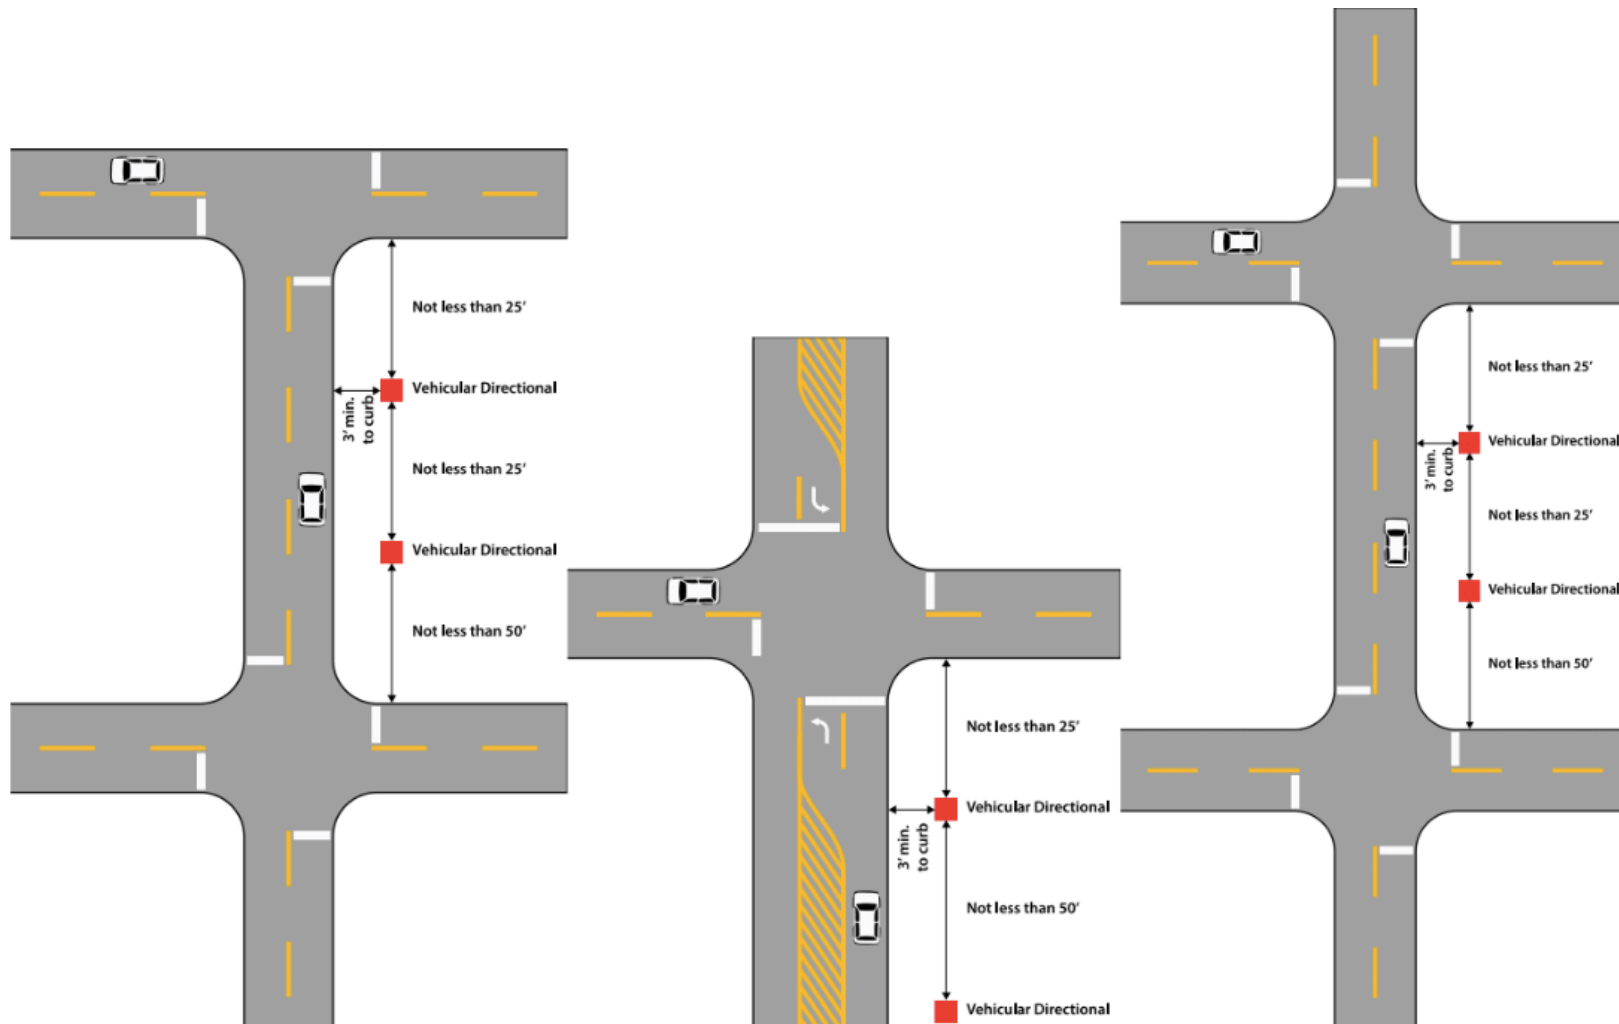 Not less than 25′
Vehicular Directional
3′ min.
to curb
Not less than 25′
Vehicular Directional
Not less than 50′
Not less than 25′
Vehicular Directional
3′ min.
to curb
Not less than 50′
Vehicular Directional
Not less than 25′
Vehicular Directional
3′ min.
to curb
Not less than 25′
Vehicular Directional
Not less than 50′